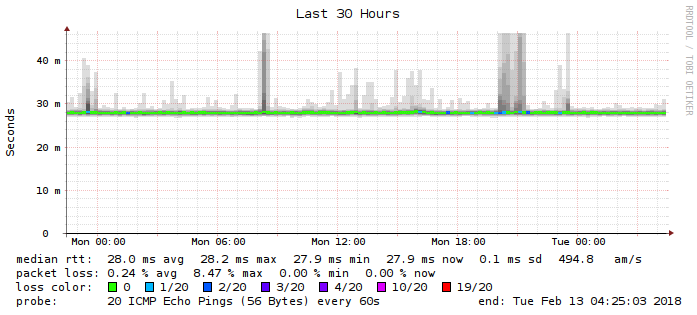 Last 30 Hours
RRDTOOL / TOBI OETIKER
Seconds
40 m
30 m
20 m
10 m
0
Mon 00:00 Mon 06:00 Mon 12:00 Mon 18:00 Tue 00:00
median rtt: 28.0 ms avg 28.2 ms max 27.9 ms min 27.9 ms now 0.1 ms sd 494.8 am/s
packet loss: 0.24 % avg 8.47 % max 0.00 % min 0.00 % now
loss color: 0 1/20 2/20 3/20 4/20 10/20 19/20
probe: 20 ICMP Echo Pings (56 Bytes) every 60s end: Tue Feb 13 04:25:03 2018